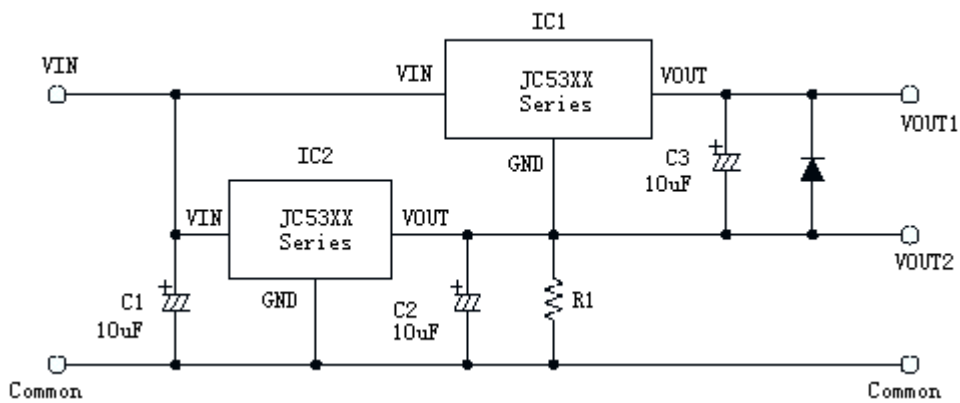 IC1
VIN
VIN
JC53XX
Series
VOUT
VOUT1
GND
C3
10uF
IC2
VIN
JC53XX
Series
VOUT
VOUT2
GND
C1
10uF
C2
10uF
R1
Common
Common